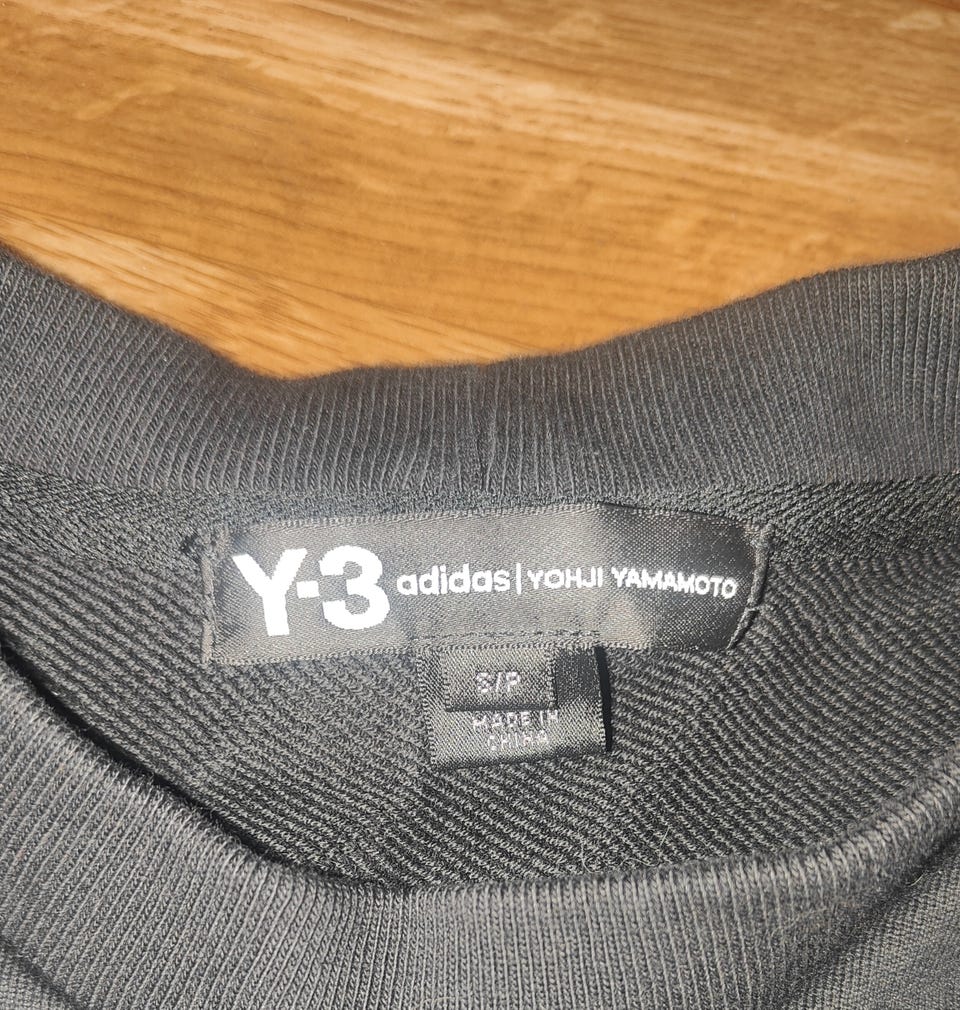 Y-3 adidas | YOHJI YAMAMOTO
S/P
MADE IN
CHINA